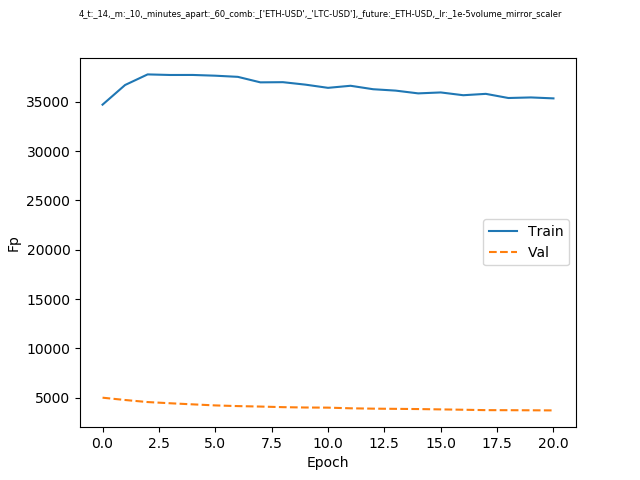 4_t:_14,_m:_10,_minutes_apart:_60_comb:_['ETH-USD',_'LTC-USD'],_future:_ETH-USD,_lr:_1e-5volume_mirror_scaler
35000
30000
25000
20000
15000
10000
5000
Fp
Train
Val
0.0 2.5 5.0 7.5 10.0 12.5 15.0 17.5 20.0
Epoch